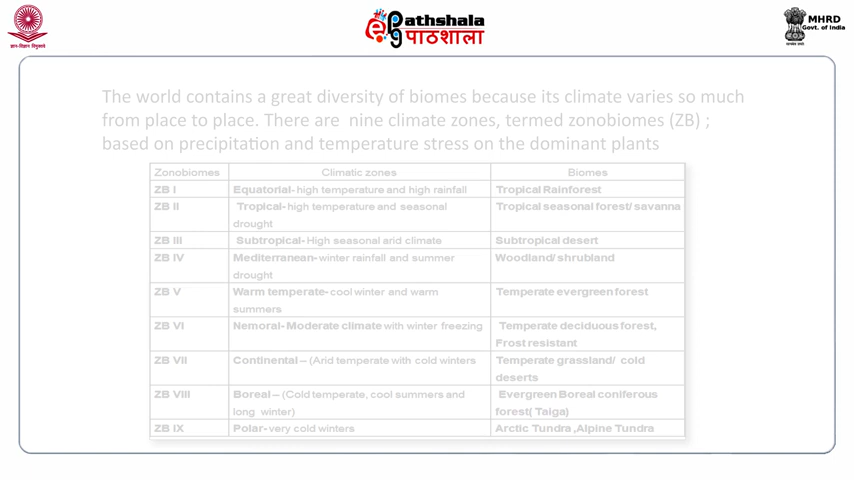 ज्ञान-विज्ञान विमुक्तये
ePathshala
पाठशाला
MHRD
Govt. of India
The world contains a great diversity of biomes because its climate varies so much
from place to place. There are nine climate zones, termed zonobiomes (ZB) ;
based on precipitation and temperature stress on the dominant plants
Zonobiomes Climatic zones Biomes
ZB I Equatorial- high temperature and high rainfall Tropical Rainforest
ZB II Tropical- high temperature and seasonal Tropical seasonal forest/ savanna
drought
ZB III Subtropical- High seasonal arid climate Subtropical desert
ZB IV Mediterranean- winter rainfall and summer Woodland/ shrubland
drought
ZB V Warm temperate- cool winter and warm Temperate evergreen forest
summers
ZB VI Nemoral- Moderate climate with winter freezing Temperate deciduous forest,
Frost resistant
ZB VII Continental – (Arid temperate with cold winters Temperate grassland/ cold
deserts
ZB VIII Boreal – (Cold temperate, cool summers and Evergreen Boreal coniferous
long winter) forest( Taiga)
ZB IX Polar- very cold winters Arctic Tundra ,Alpine Tundra